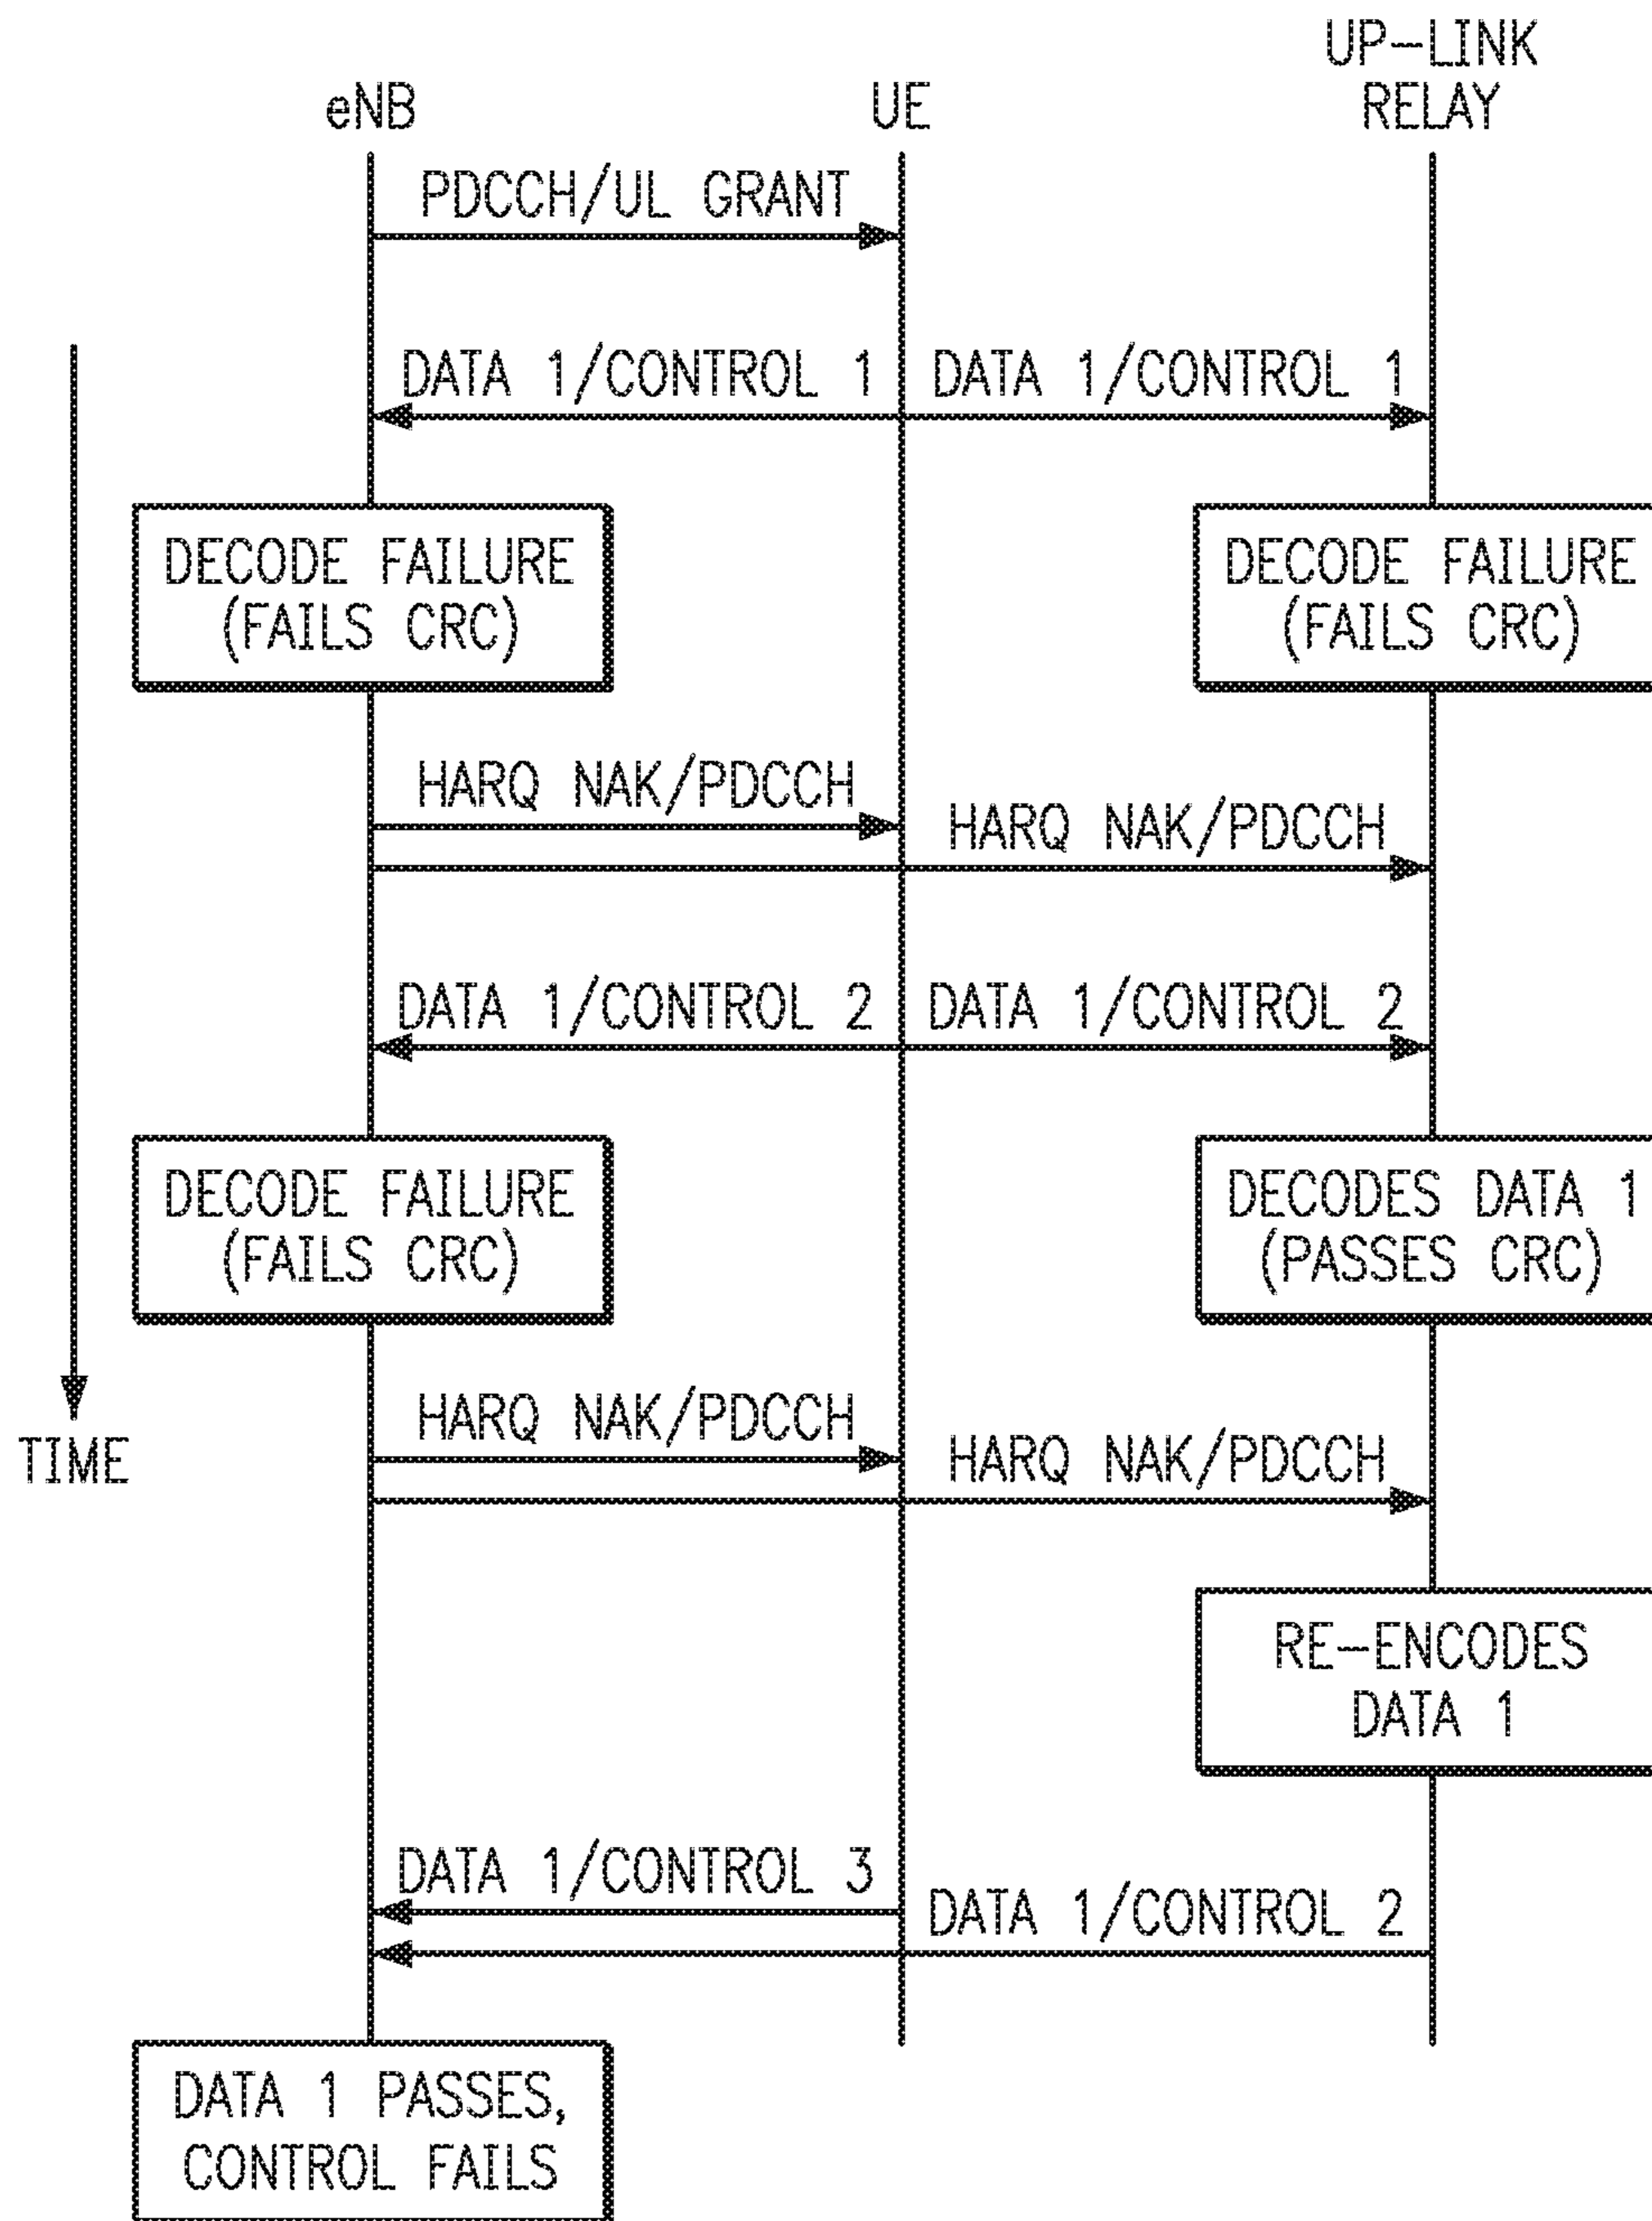 UP-LINK
eNB UE RELAY
PDCCH/UL GRANT
DATA 1/CONTROL 1 DATA 1/CONTROL 1
DECODE FAILURE
(FAILS CRC)
DECODE FAILURE
(FAILS CRC)
HARQ NAK/PDCCH
HARQ NAK/PDCCH
DATA 1/CONTROL 2 DATA 1/CONTROL 2
DECODE FAILURE
(FAILS CRC)
DECODES DATA 1
(PASSES CRC)
HARQ NAK/PDCCH
HARQ NAK/PDCCH
TIME
RE-ENCODES
DATA 1
DATA 1/CONTROL 3
DATA 1/CONTROL 2
DATA 1 PASSES,
CONTROL FAILS